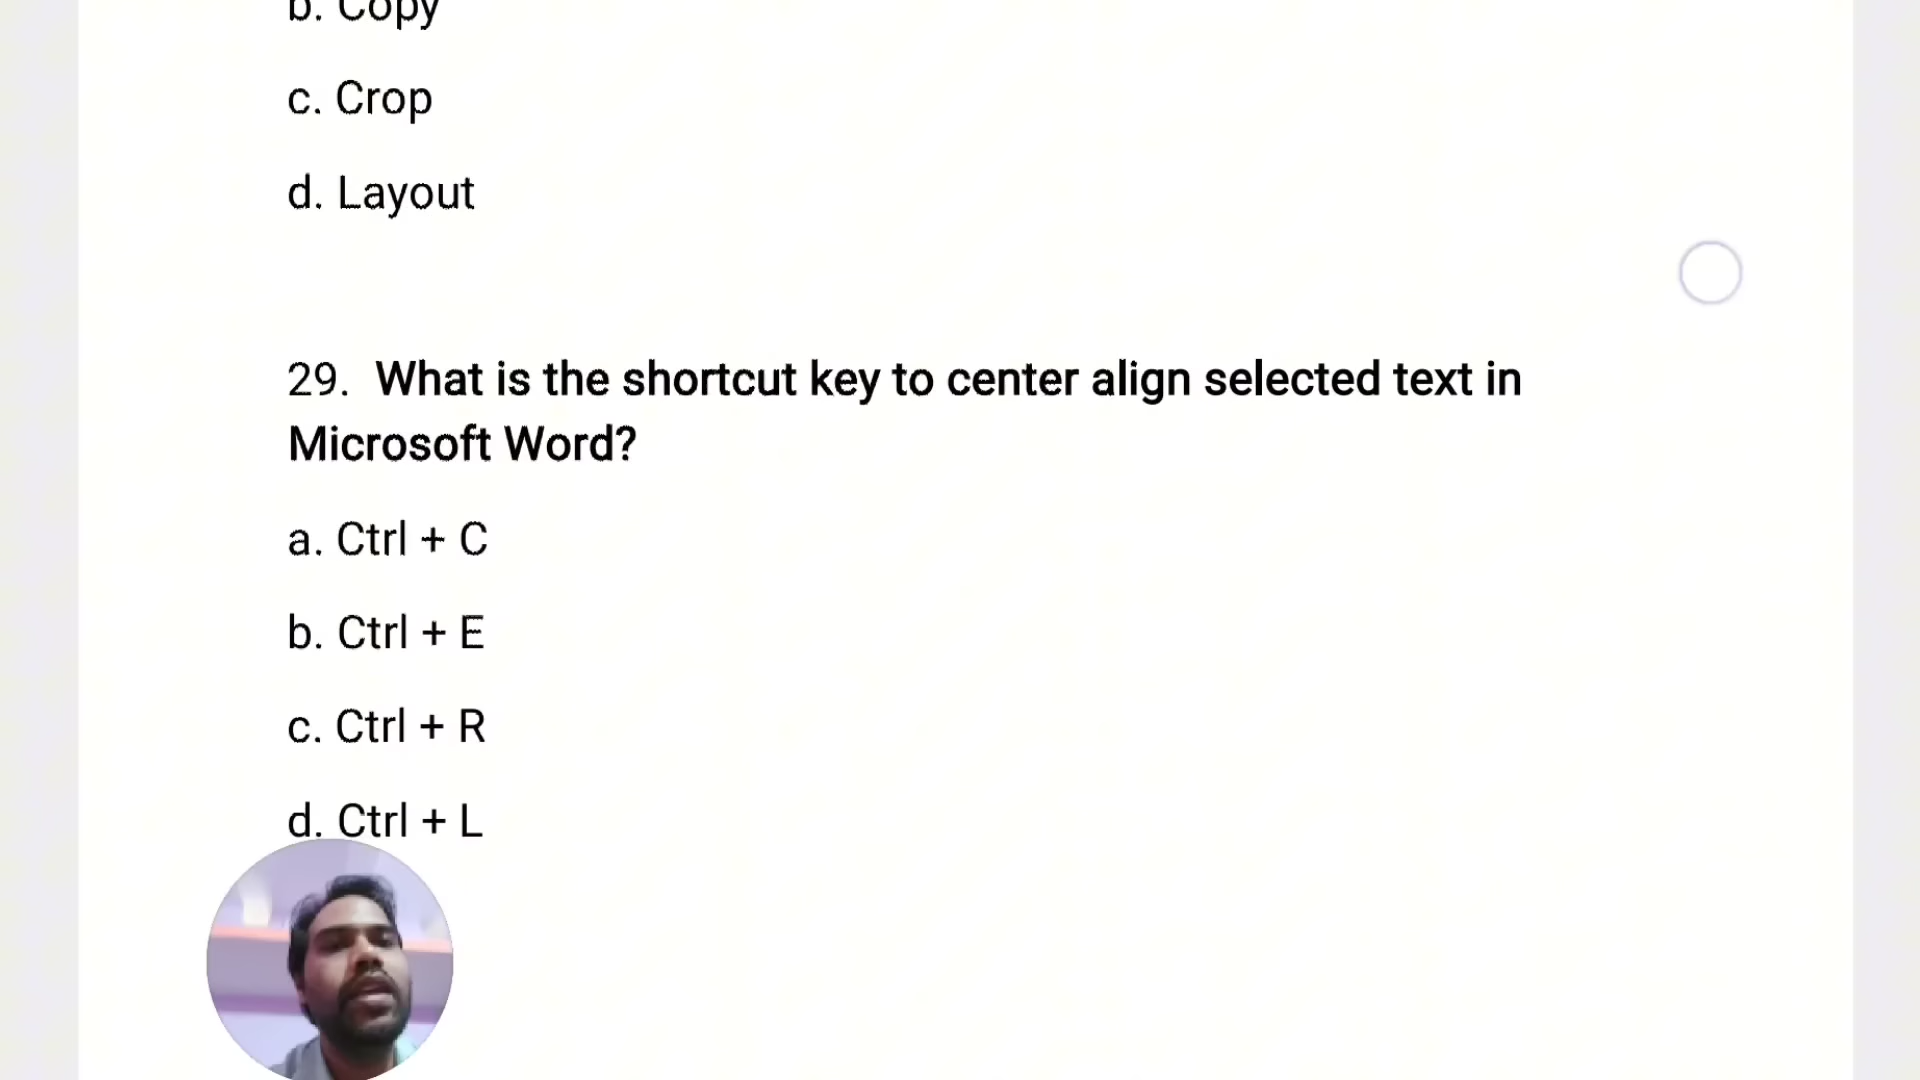 b. Copy
c. Crop
d. Layout
29. What is the shortcut key to center align selected text in
Microsoft Word?
a. Ctrl + C
b. Ctrl + E
c. Ctrl + R
d. Ctrl + L